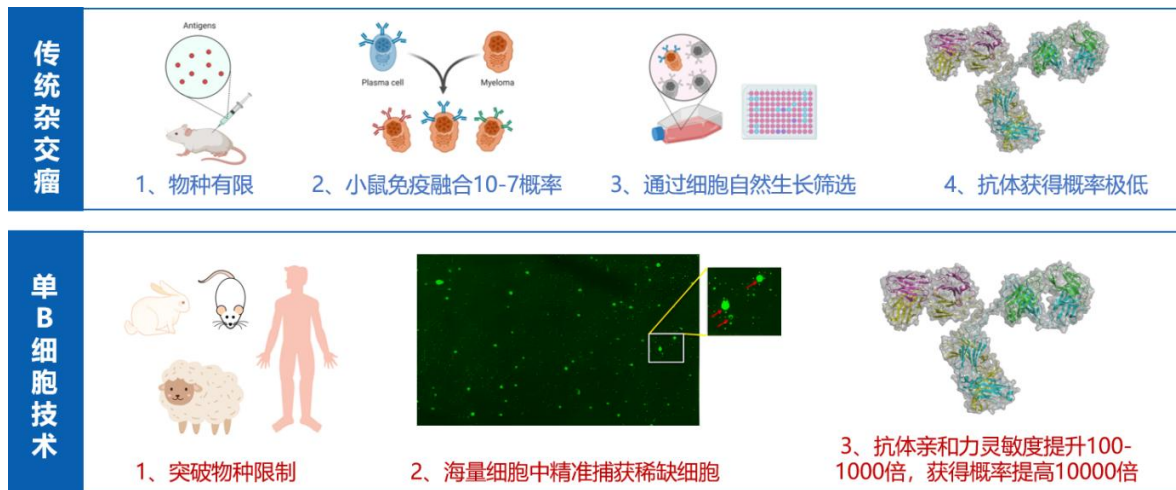 传统杂交瘤
Antigens
Plasma cell
Myeloma
1、物种有限
2、小鼠免疫融合10-7概率
3、通过细胞自然生长筛选
4、抗体获得概率极低
单B细胞技术
1、突破物种限制
2、海量细胞中精准捕获稀缺细胞
3、抗体亲和力灵敏度提升100-
1000倍，获得概率提高10000倍